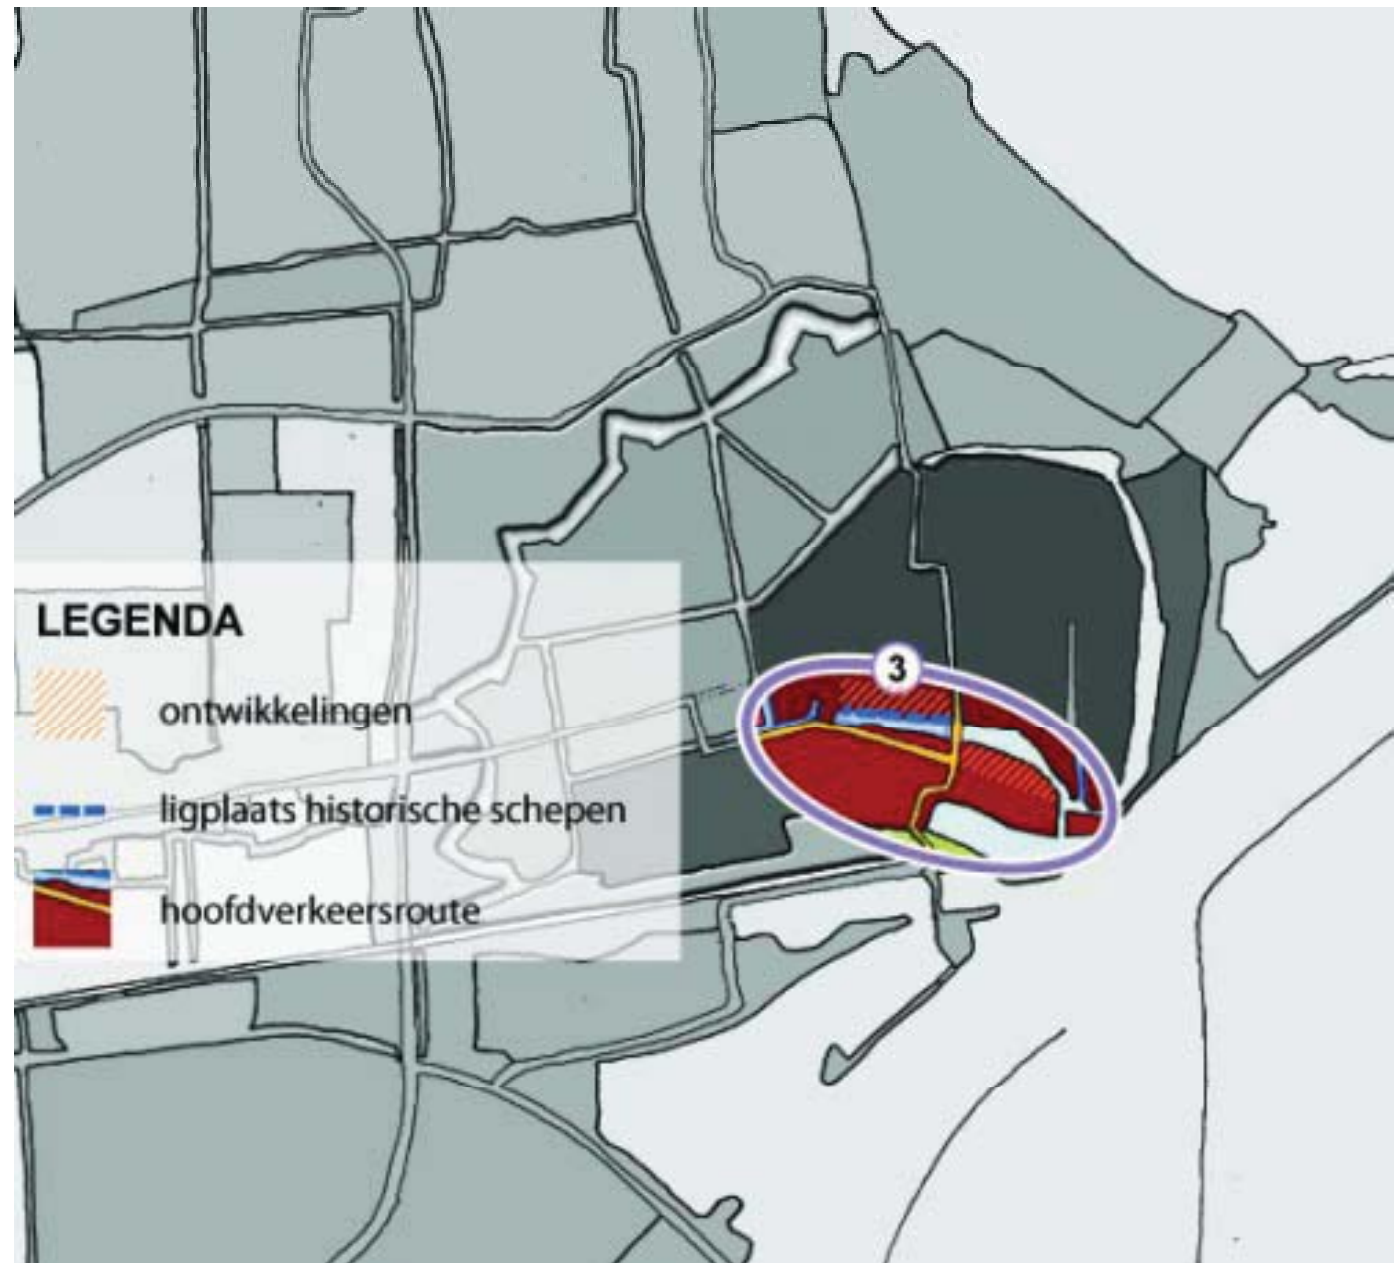 3
LEGENDA
ontwikkelingen
ligplaats historische schepen
hoofdverkeersroute